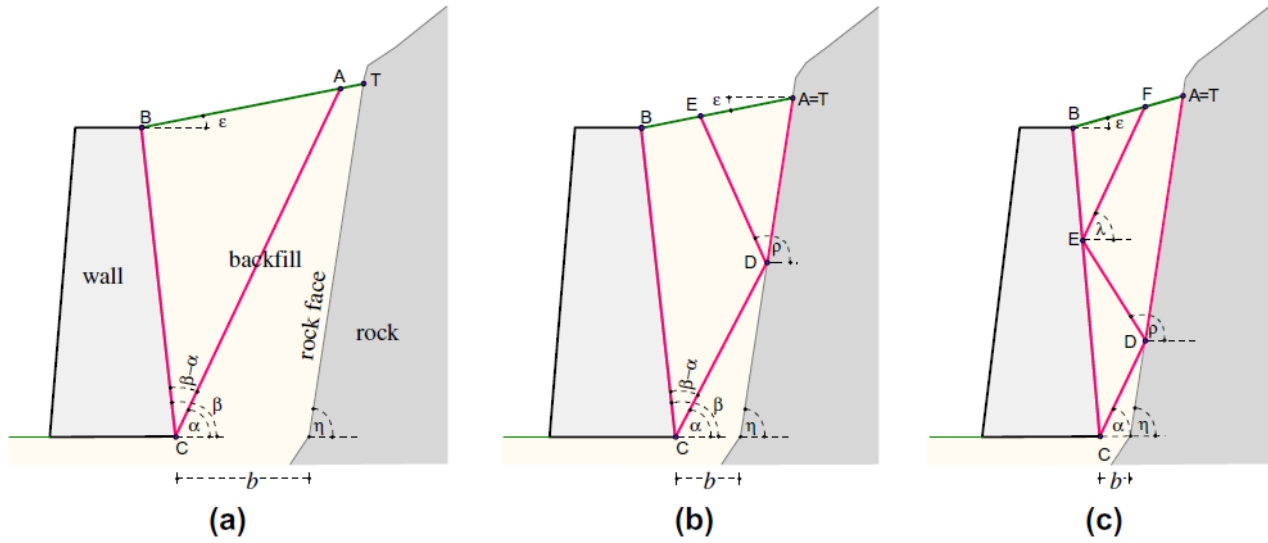 A
T
B
ε
wall
backfill
rock face
rock
β−α
β
α
η
C
b
(a)
B
E
ε
A=T
D
ρ
β−α
β
α
η
C
b
(b)
B
F
A=T
ε
E
λ
D
ρ
α
η
C
b
(c)